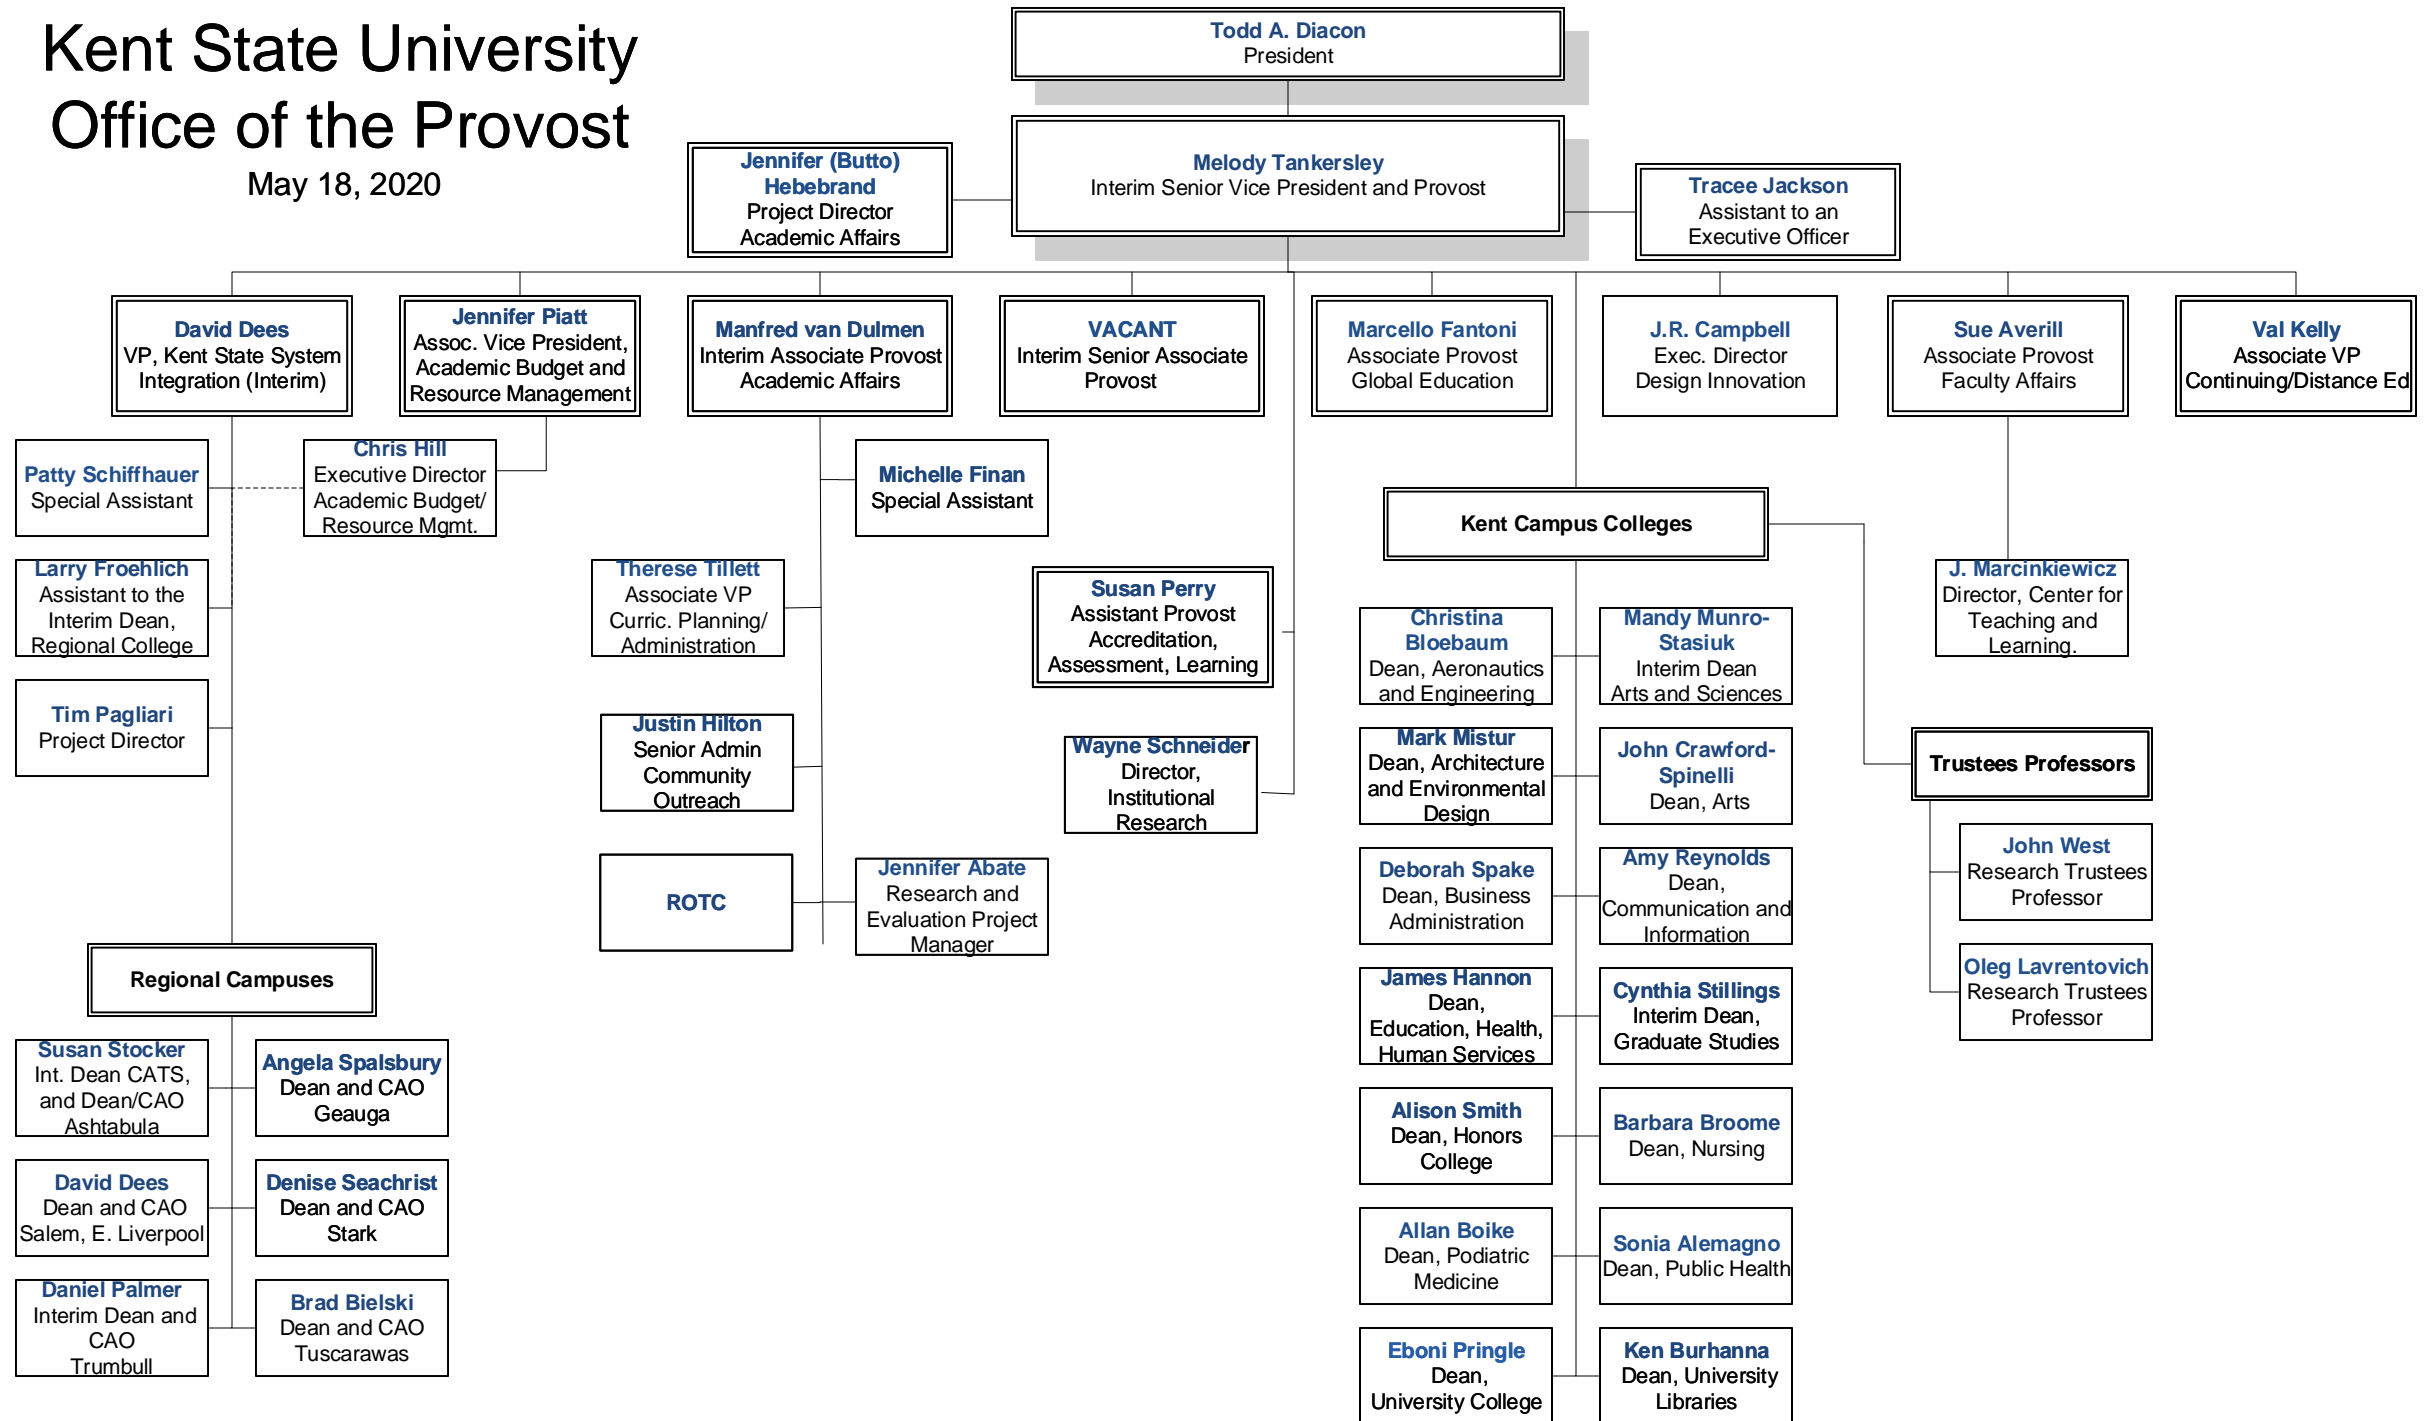 Kent State University
Office of the Provost
May 18, 2020
Todd A. Diacon
President
Melody Tankersley
Interim Senior Vice President and Provost
Jennifer (Butto)
Hebebrand
Project Director
Academic Affairs
Tracee Jackson
Assistant to an
Executive Officer
David Dees
VP, Kent State System
Integration (Interim)
Jennifer Piatt
Assoc. Vice President,
Academic Budget and
Resource Management
Manfred van Dulmen
Interim Associate Provost
Academic Affairs
VACANT
Interim Senior Associate
Provost
Marcello Fantoni
Associate Provost
Global Education
J.R. Campbell
Exec. Director
Design Innovation
Sue Averill
Associate Provost
Faculty Affairs
Val Kelly
Associate VP
Continuing/Distance Ed
Patty Schiffhauer
Special Assistant
Chris Hill
Executive Director
Academic Budget/
Resource Mgmt.
Michelle Finan
Special Assistant
Kent Campus Colleges
Larry Froehlich
Assistant to the
Interim Dean,
Regional College
Therese Tillett
Associate VP
Curric. Planning/
Administration
Susan Perry
Assistant Provost
Accreditation,
Assessment, Learning
J. Marcinkiewicz
Director, Center for
Teaching and
Learning.
Tim Pagliari
Project Director
Justin Hilton
Senior Admin
Community
Outreach
Wayne Schneider
Director,
Institutional
Research
ROTC
Jennifer Abate
Research and
Evaluation Project
Manager
Christina
Bloebaum
Dean, Aeronautics
and Engineering
Mandy Munro-
Stasiuk
Interim Dean
Arts and Sciences
Mark Mistur
Dean, Architecture
and Environmental
Design
John Crawford-
Spinelli
Dean, Arts
Trustees Professors
Deborah Spake
Dean, Business
Administration
Amy Reynolds
Dean,
Communication and
Information
John West
Research Trustees
Professor
James Hannon
Dean,
Education, Health,
Human Services
Cynthia Stillings
Interim Dean,
Graduate Studies
Oleg Lavrentovich
Research Trustees
Professor
Alison Smith
Dean, Honors
College
Barbara Broome
Dean, Nursing
Allan Boike
Dean, Podiatric
Medicine
Sonia Alemagno
Dean, Public Health
Eboni Pringle
Dean,
University College
Ken Burhanna
Dean, University
Libraries
Regional Campuses
Susan Stocker
Int. Dean CATS,
and Dean/CAO
Ashtabula
Angela Spalsbury
Dean and CAO
Geauga
David Dees
Dean and CAO
Salem, E. Liverpool
Denise Seachrist
Dean and CAO
Stark
Daniel Palmer
Interim Dean and
CAO
Trumbull
Brad Bielski
Dean and CAO
Tuscarawas